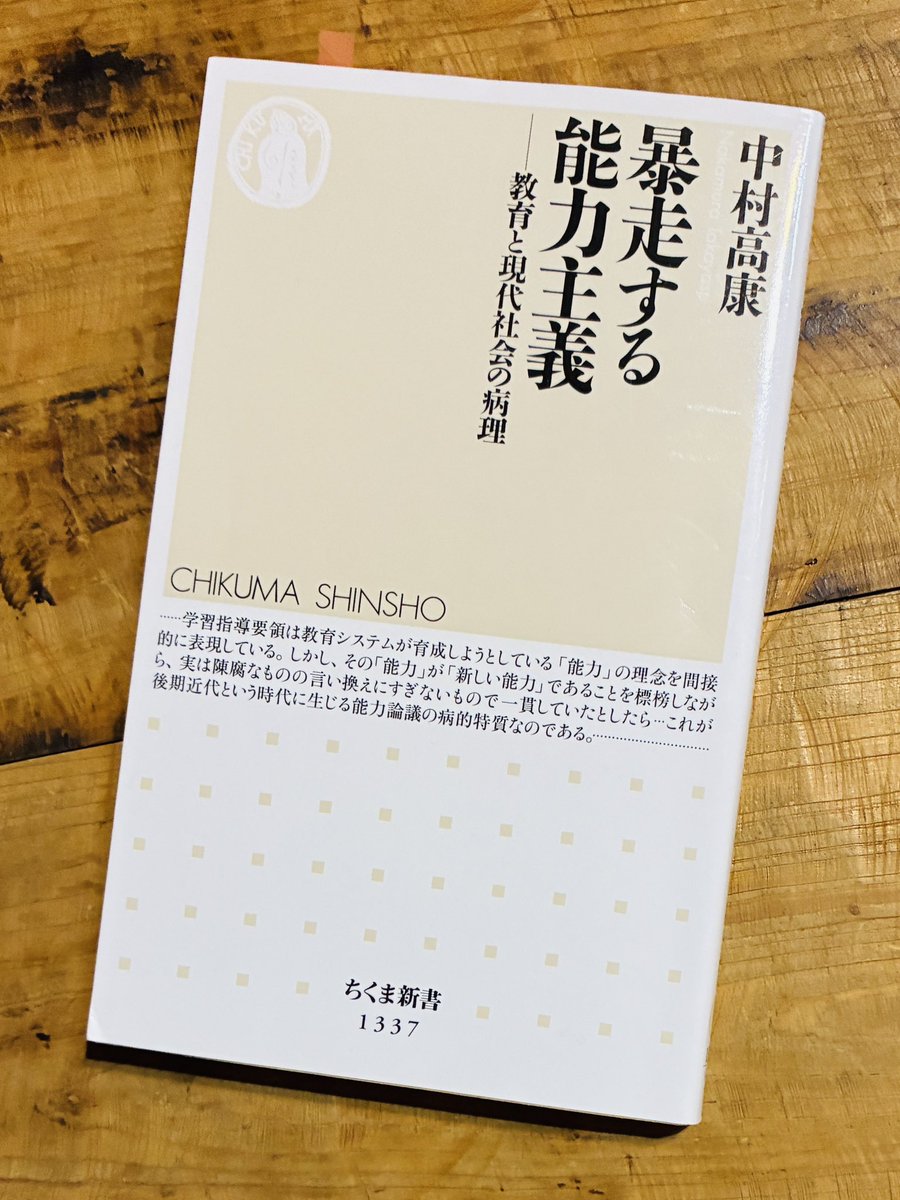 中村高康
Nakamura Takayasu
暴走する
能力主義
──教育と現代社会の病理
CHIKUMA SHINSHO
……学習指導要領は教育システムが育成しようとしている「能力」の理念を間接
的に表現している。しかし、その「能力」が「新しい能力」であることを標榜しなが
ら、実は陳腐なものの言い換えにすぎないもので一貫していたとしたら…これが
後期近代という時代に生じる能力論議の病的特質なのである。……………………
ちくま新書
1337